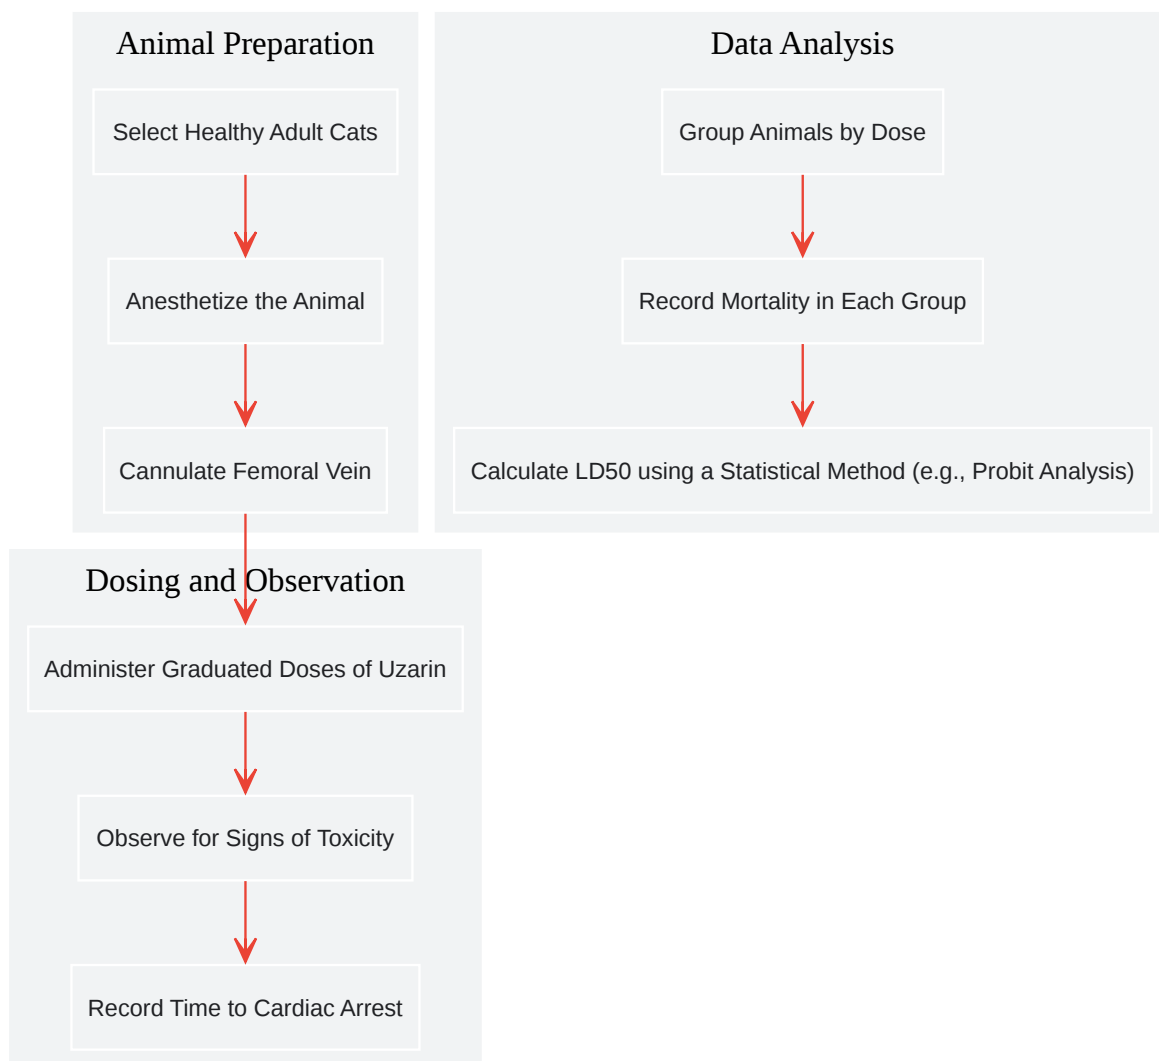 Animal Preparation
Select Healthy Adult Cats
Anesthetize the Animal
Cannulate Femoral Vein
Data Analysis
Group Animals by Dose
Record Mortality in Each Group
Calculate LD50 using a Statistical Method (e.g., Probit Analysis)
Dosing and Observation
Administer Graduated Doses of Uzarin
Observe for Signs of Toxicity
Record Time to Cardiac Arrest